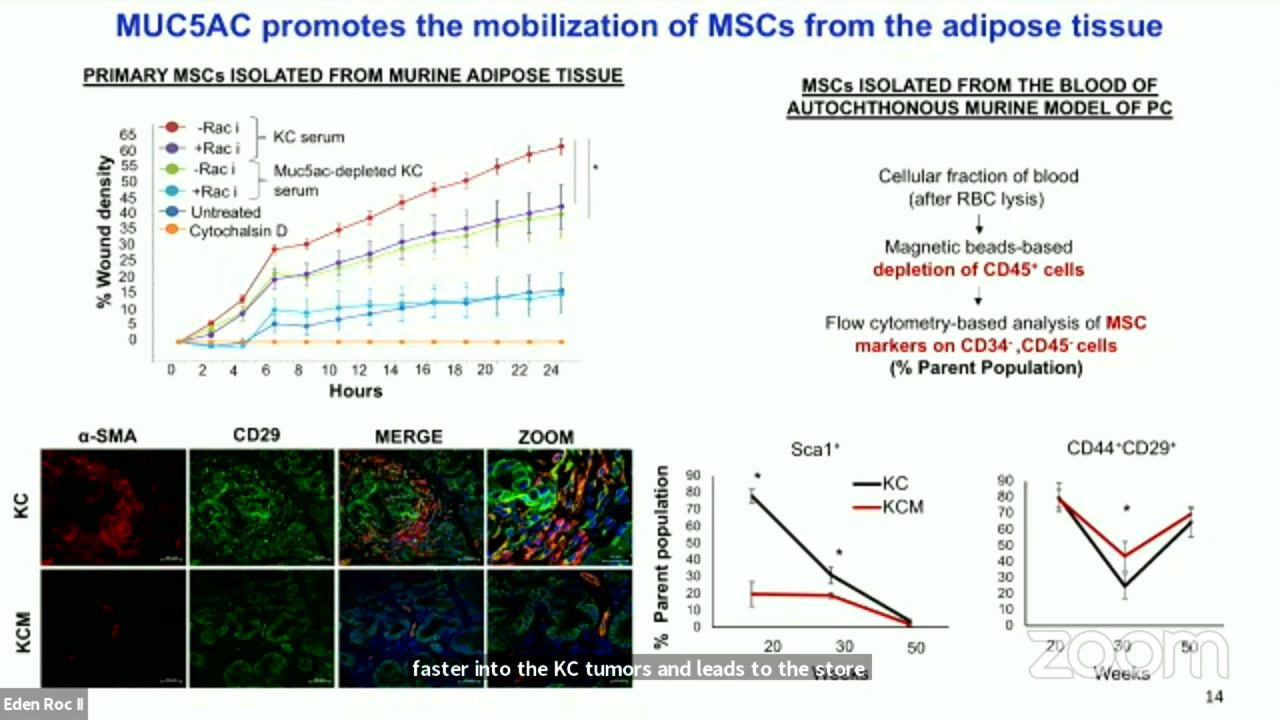 MUC5AC promotes the mobilization of MSCs from the adipose tissue
PRIMARY MSCs ISOLATED FROM MURINE ADIPOSE TISSUE
% Wound density
65
60
55
50
45
40
35
30
25
20
15
10
5
0
-Rac i
+Rac i
KC serum
-Rac i
+Rac i
Muc5ac-depleted KC
serum
Untreated
Cytochalsin D
*
0 2 4 6 8 10 12 14 16 18 20 22 24
Hours
MSCs ISOLATED FROM THE BLOOD OF
AUTOCHTHONOUS MURINE MODEL OF PC
Cellular fraction of blood
(after RBC lysis)
Magnetic beads-based
depletion of CD45⁺ cells
Flow cytometry-based analysis of MSC
markers on CD34⁻,CD45⁻ cells
(% Parent Population)
α-SMA CD29 MERGE ZOOM
KC
KCM
% Parent population
Sca1⁺
90
80
70
60
50
40
30
20
10
0
*
*
KC
KCM
20 30 50
Weeks
CD44⁺CD29⁺
90
80
70
60
50
40
30
20
10
0
*
20 30 50
Weeks
zoom
faster into the KC tumors and leads to the store
Eden Roc II
14